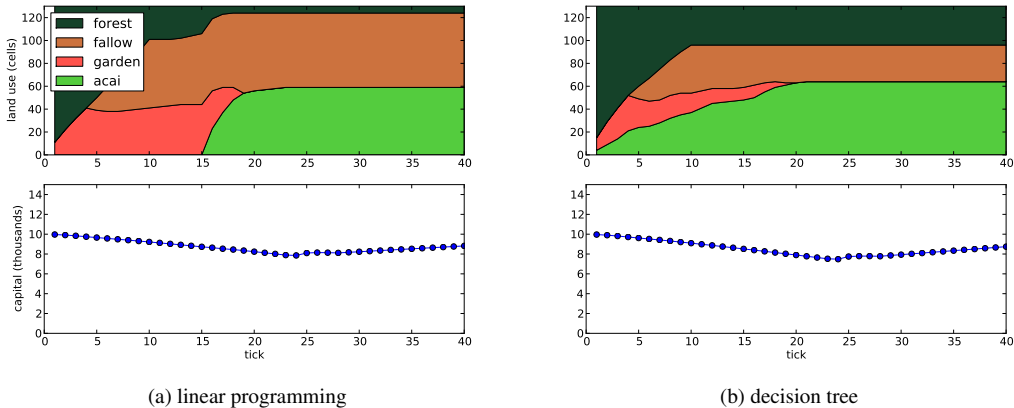 120
100
80
60
40
20
0
land use (cells)
forest
fallow
garden
acai
0 5 10 15 20 25 30 35 40
14
12
10
8
6
4
2
0
capital (thousands)
0 5 10 15 20 25 30 35 40
tick
(a) linear programming
120
100
80
60
40
20
0
0 5 10 15 20 25 30 35 40
14
12
10
8
6
4
2
0
0 5 10 15 20 25 30 35 40
tick
(b) decision tree